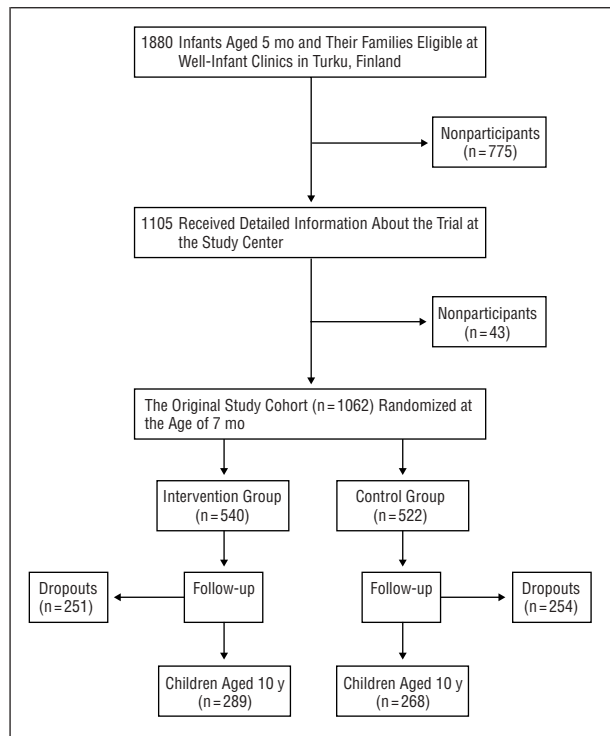 1880 Infants Aged 5 mo and Their Families Eligible at
Well-Infant Clinics in Turku, Finland
Nonparticipants
(n=775)
1105 Received Detailed Information About the Trial at
the Study Center
Nonparticipants
(n=43)
The Original Study Cohort (n=1062) Randomized at
the Age of 7 mo
Intervention Group
(n=540)
Control Group
(n=522)
Dropouts
(n=251)
Follow-up
Follow-up
Dropouts
(n=254)
Children Aged 10 y
(n=289)
Children Aged 10 y
(n=268)